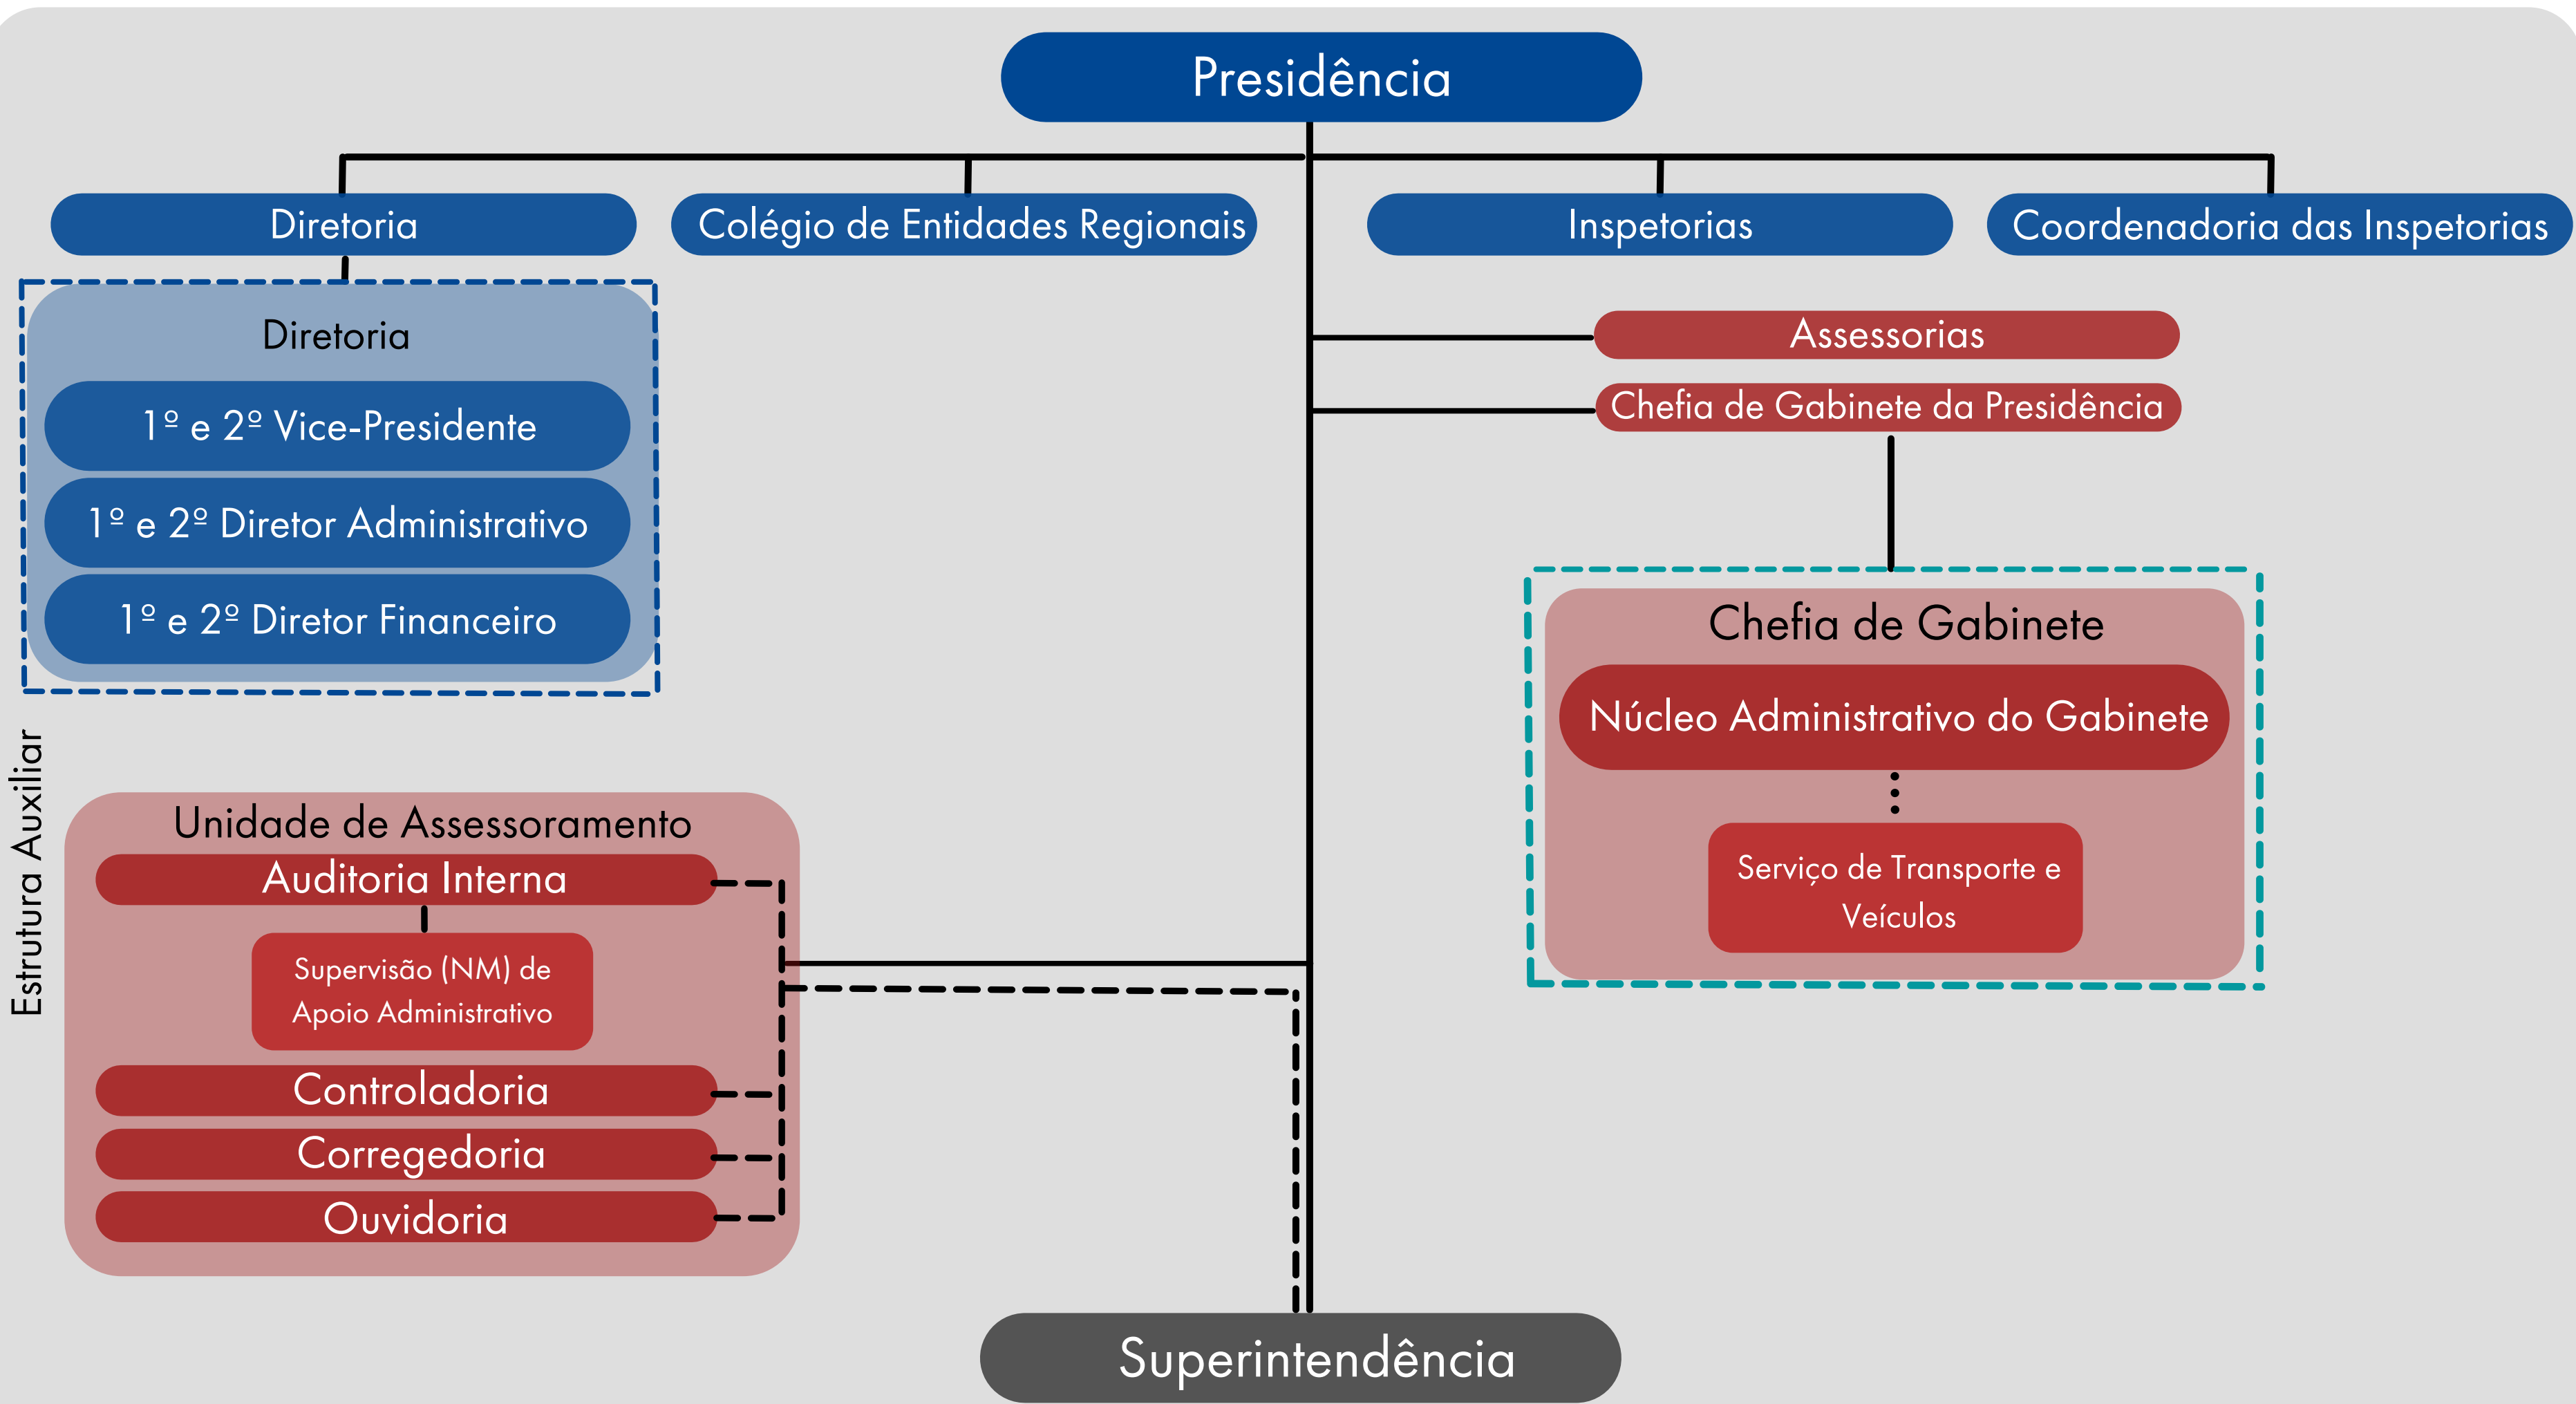 Presidência
Diretoria
Colégio de Entidades Regionais
Inspetorias
Coordenadoria das Inspetorias
Diretoria
1º e 2º Vice-Presidente
1º e 2º Diretor Administrativo
1º e 2º Diretor Financeiro
Assessorias
Chefia de Gabinete da Presidência
Chefia de Gabinete
Núcleo Administrativo do Gabinete
Serviço de Transporte e
Veículos
Estrutura Auxiliar
Unidade de Assessoramento
Auditoria Interna
Supervisão (NM) de
Apoio Administrativo
Controladoria
Corregedoria
Ouvidoria
Superintendência